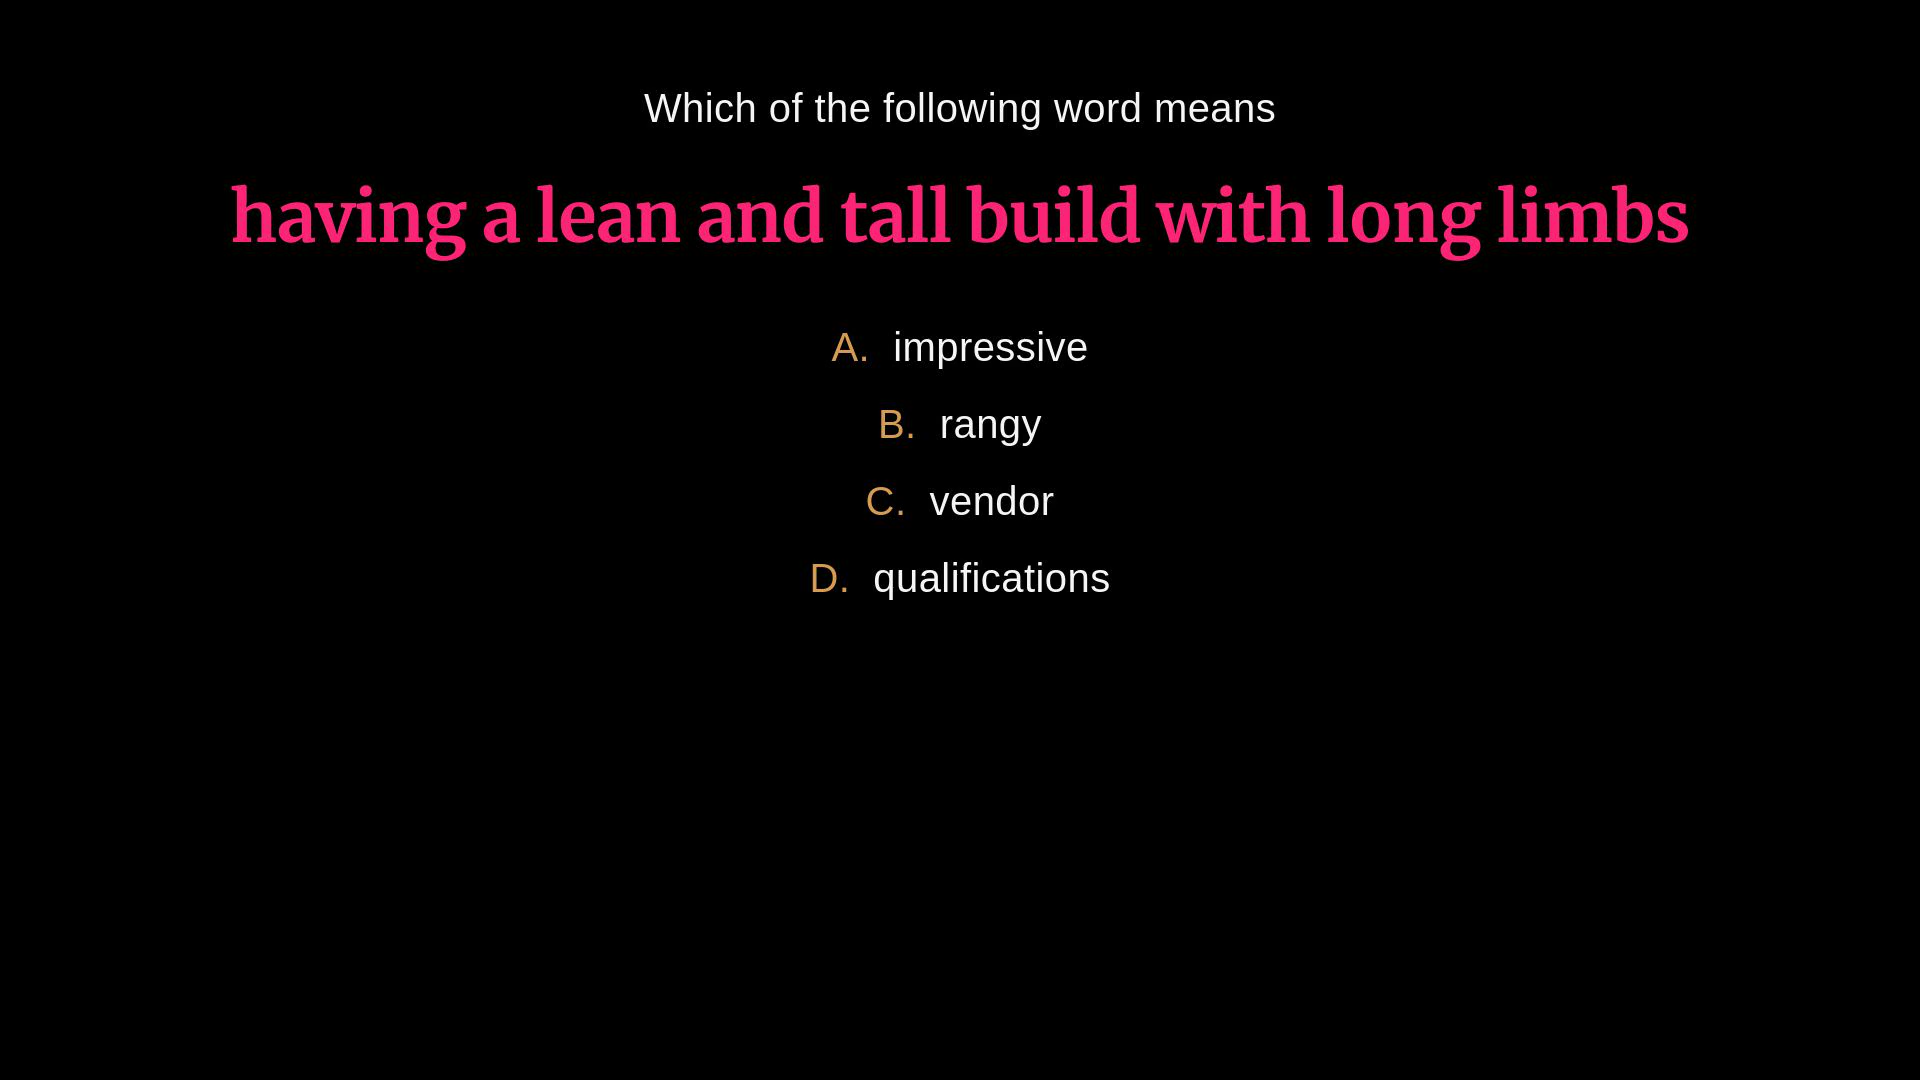 Which of the following word means
having a lean and tall build with long limbs
A. impressive
B. rangy
C. vendor
D. qualifications